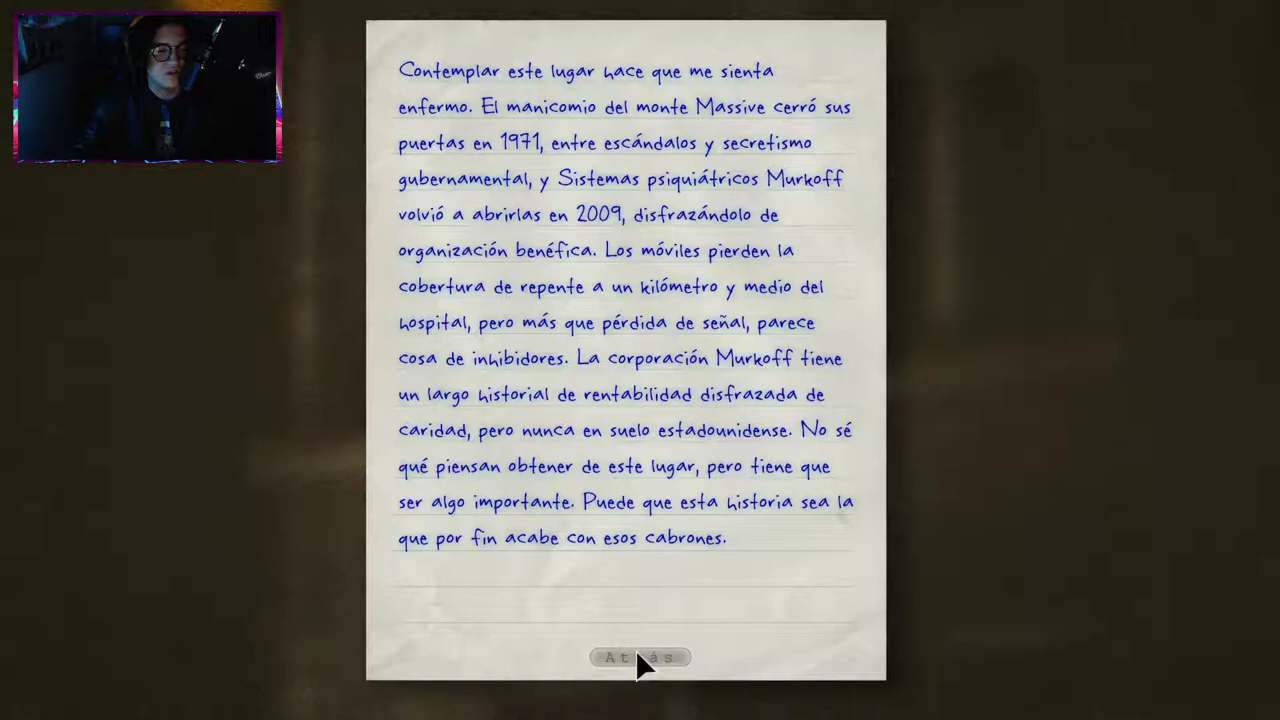 Contemplar este lugar hace que me sienta
enfermo. El manicomio del monte Massive cerró sus
puertas en 1971, entre escándalos y secretismo
gubernamental, y Sistemas psiquiátricos Murkoff
volvió a abrirlas en 2009, disfrazándolo de
organización benéfica. Los móviles pierden la
cobertura de repente a un kilómetro y medio del
hospital, pero más que pérdida de señal, parece
cosa de inhibidores. La corporación Murkoff tiene
un largo historial de rentabilidad disfrazada de
caridad, pero nunca en suelo estadounidense. No sé
qué piensan obtener de este lugar, pero tiene que
ser algo importante. Puede que esta historia sea la
que por fin acabe con esos cabrones.
Atrás